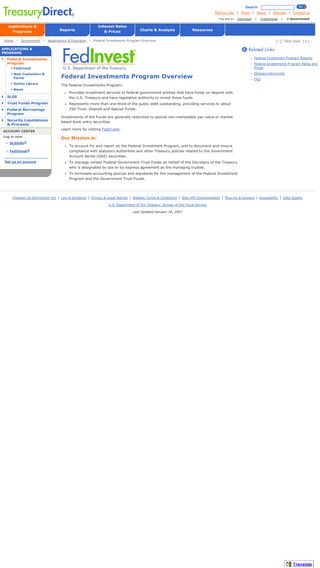 TreasuryDirect®
Search: GO
Topfour Links | News | About | Sitemap | Contact Us
You are in: Individual | Institutional > Government
Applications & Programs
Reports
Interest Rates & Prices
Charts & Analysis
Resources
Home > Government > Applications & Programs > Federal Investments Program Overview
[-] Text Size [+]
APPLICATIONS & PROGRAMS
Federal Investments Program
FedInvest
New Customers & Forms
Online Library
News
SLGS
Trust Funds Program
Federal Borrowings Program
Security Liquidations & Proceeds
ACCOUNT CENTER
Log in now
SLGSafe®
FedInvest®
Set up an account
FedInvest
U.S. Department of the Treasury
Federal Investments Program Overview
The Federal Investments Program:
Provides investment services to federal government entities that have funds on deposit with
the U.S. Treasury and have legislative authority to invest those funds.
Represents more than one-third of the public debt outstanding, providing services to about
250 Trust, Deposit and Special Funds.
Investments of the Funds are generally restricted to special non-marketable par value or market
based book entry securities.
Learn more by visiting FedInvest.
Our Mission is:
To account for and report on the Federal Investment Program, and to document and ensure
compliance with statutory authorities and other Treasury policies related to the Government
Account Series (GAS) securities.
To manage certain Federal Government Trust Funds on behalf of the Secretary of the Treasury
who is designated by law or by express agreement as the managing trustee.
To formulate accounting policies and standards for the management of the Federal Investment
Program and the Government Trust Funds.
Related Links
Federal Investments Program Reports
Federal Investments Program Rates and Prices
Glossary/Acronyms
FAQ
Freedom of Information Act | Law & Guidance | Privacy & Legal Notices | Website Terms & Conditions | Web API Documentation | Plug-ins & Viewers | Accessibility | Data Quality
U.S. Department of the Treasury, Bureau of the Fiscal Service
Last Updated January 25, 2007
Translate